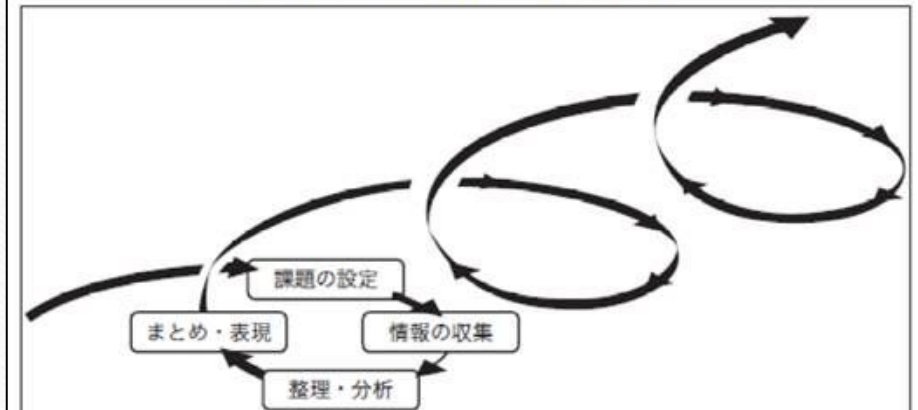 課題の設定
まとめ・表現
情報の収集
整理・分析